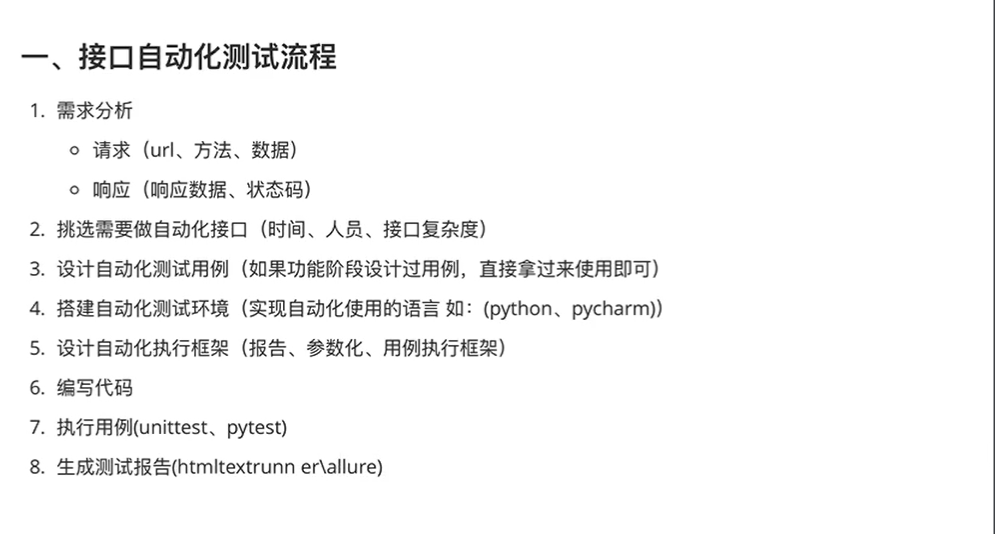 一、接口自动化测试流程
1. 需求分析
请求（url、方法、数据）
响应（响应数据、状态码）
2. 挑选需要做自动化接口（时间、人员、接口复杂度）
3. 设计自动化测试用例（如果功能阶段设计过用例，直接拿过来使用即可）
4. 搭建自动化测试环境（实现自动化使用的语言 如：(python、pycharm)）
5. 设计自动化执行框架（报告、参数化、用例执行框架）
6. 编写代码
7. 执行用例(unittest、pytest)
8. 生成测试报告(htmltextrunn er\allure)